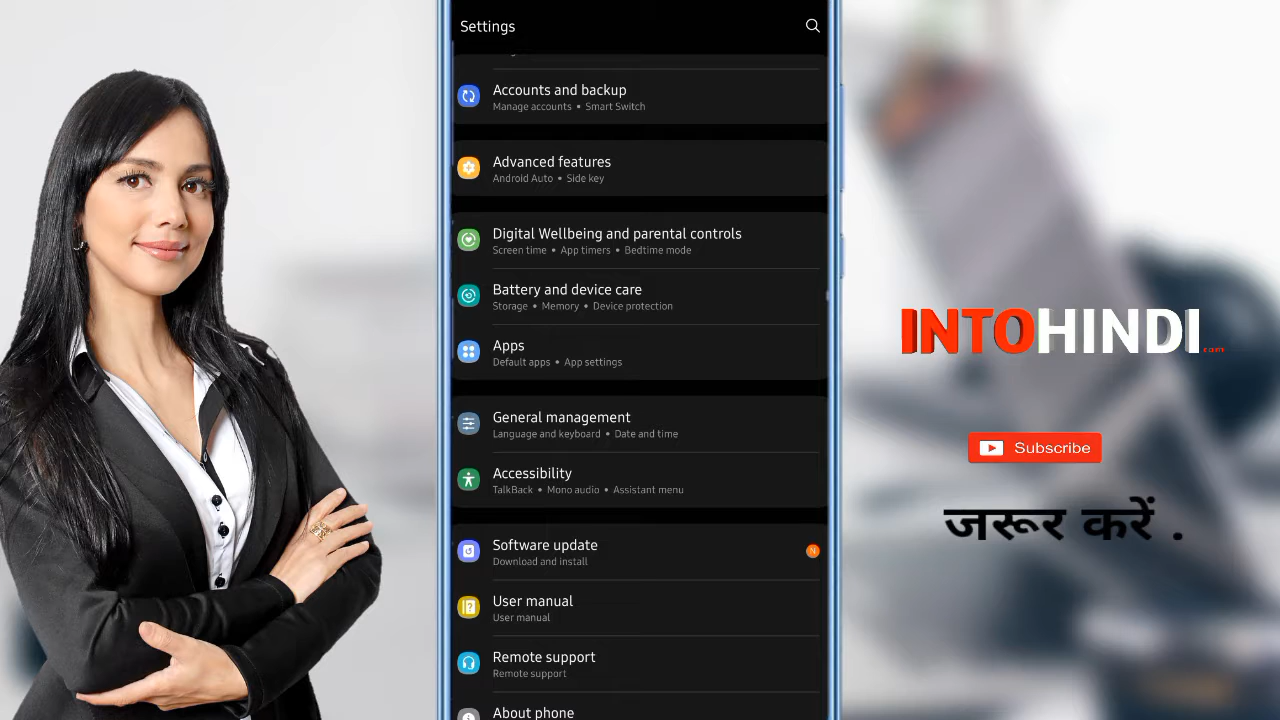 Settings
Accounts and backup
Manage accounts • Smart Switch
Advanced features
Android Auto • Side key
Digital Wellbeing and parental controls
Screen time • App timers • Bedtime mode
Battery and device care
Storage • Memory • Device protection
Apps
Default apps • App settings
General management
Language and keyboard • Date and time
Accessibility
TalkBack • Mono audio • Assistant menu
Software update
N
Download and install
User manual
User manual
Remote support
Remote support
About phone
INTOHINDI.com
Subscribe
जरूर करें .